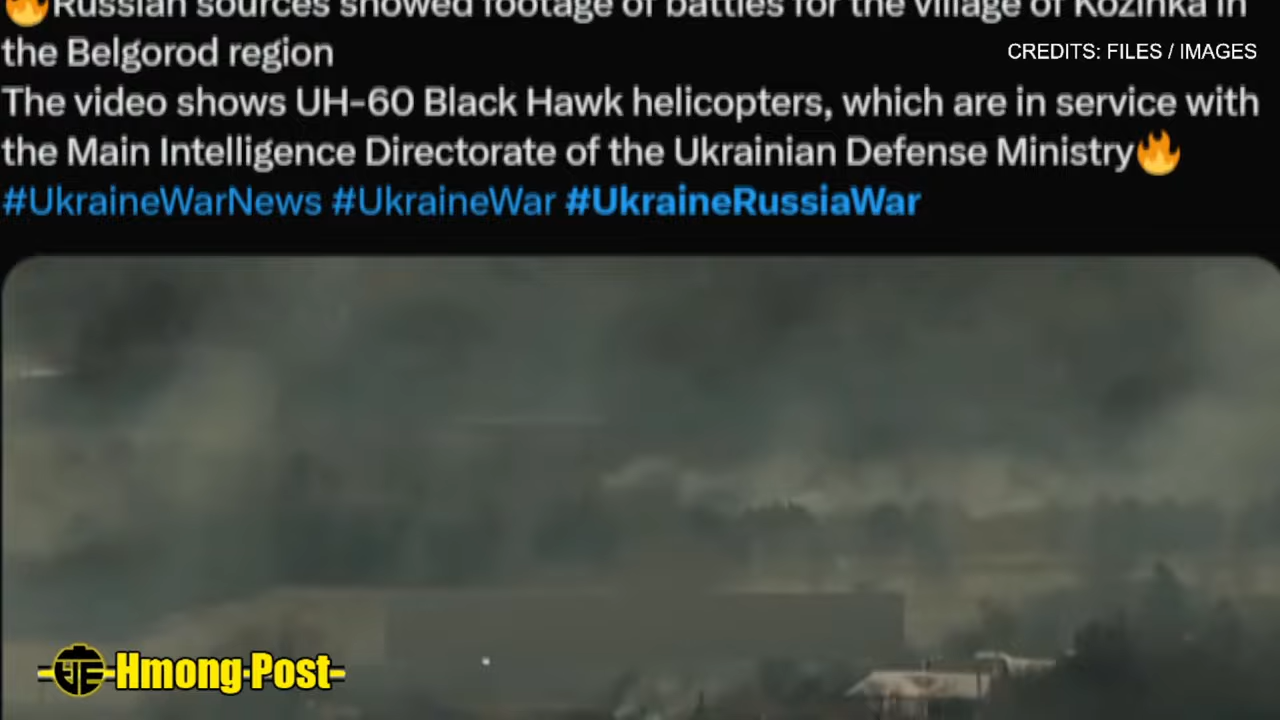 🔥Russian sources showed footage of battles for the village of Kozinka in
the Belgorod region
CREDITS: FILES / IMAGES
The video shows UH-60 Black Hawk helicopters, which are in service with
the Main Intelligence Directorate of the Ukrainian Defense Ministry🔥
#UkraineWarNews #UkraineWar #UkraineRussiaWar
Hmong Post